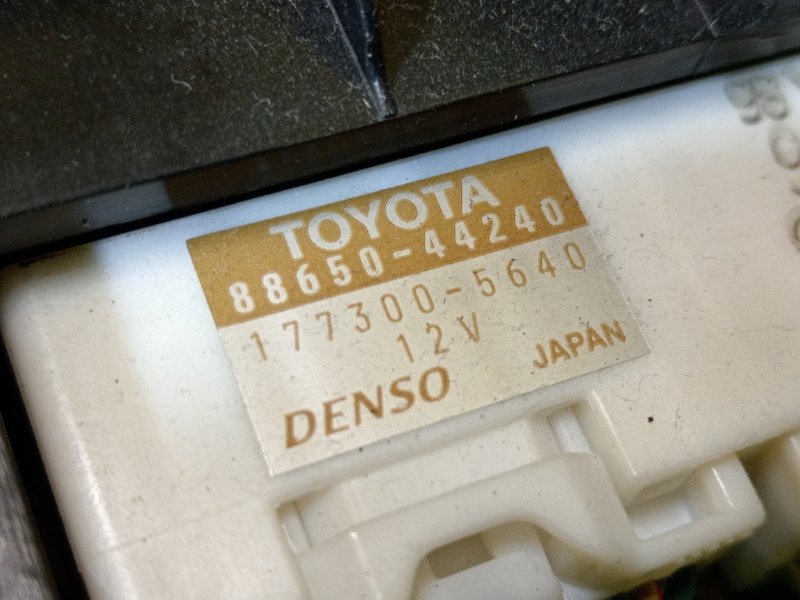 TOYOTA
88650-44240
177300-5640
12V
DENSO
JAPAN